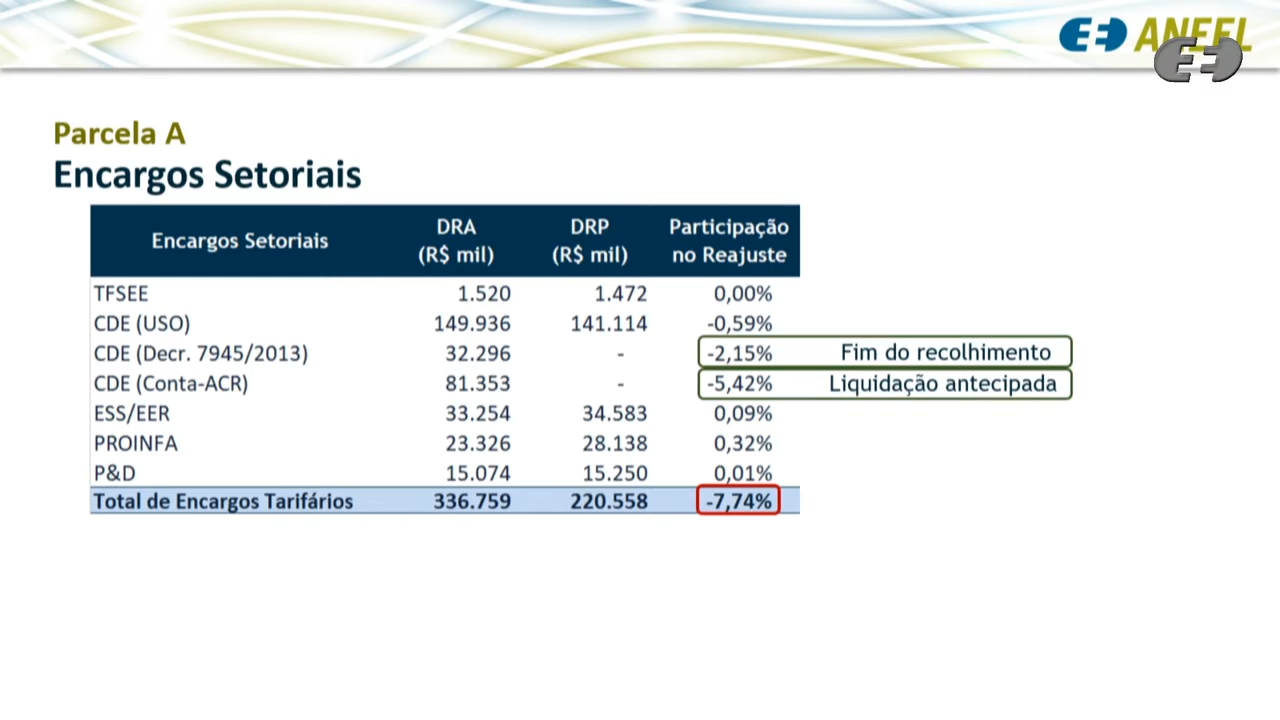 ANEEL
Parcela A
Encargos Setoriais
Encargos Setoriais DRA (R$ mil) DRP (R$ mil) Participação no Reajuste
TFSEE 1.520 1.472 0,00%
CDE (USO) 149.936 141.114 -0,59%
CDE (Decr. 7945/2013) 32.296 - -2,15% Fim do recolhimento
CDE (Conta-ACR) 81.353 - -5,42% Liquidação antecipada
ESS/EER 33.254 34.583 0,09%
PROINFA 23.326 28.138 0,32%
P&D 15.074 15.250 0,01%
Total de Encargos Tarifários 336.759 220.558 -7,74%